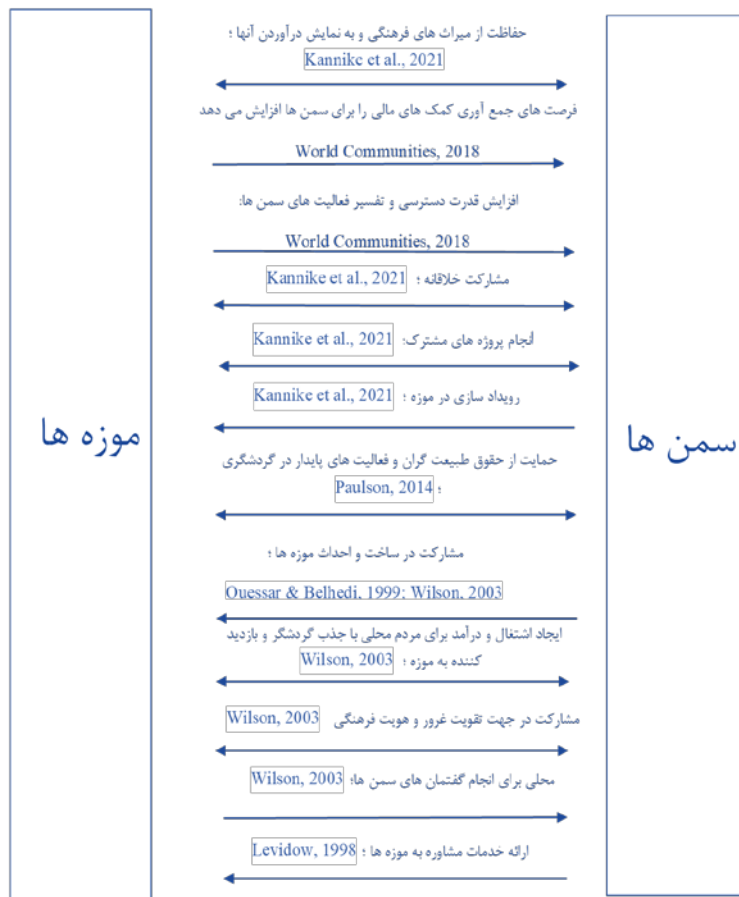 حفاظت از میراث های فرهنگی و به نمایش درآوردن آنها ؛
Kannike et al., 2021
فرصت های جمع آوری کمک های مالی را برای سمن ها افزایش می دهد
World Communities, 2018
افزایش قدرت دسترسی و تفسیر فعالیت های سمن ها:
World Communities, 2018
مشارکت خلاقانه ؛ Kannike et al., 2021
أنجام پروژه های مشترک: Kannike et al., 2021
رویداد سازی در موزه ؛ Kannike et al., 2021
موزه ها
سمن ها
حمایت از حقوق طبیعت گران و فعالیت های پایدار در گردشگری
؛ Paulson, 2014
مشارکت در ساخت و احداث موزه ها ؛
Ouessar & Belhedi, 1999; Wilson, 2003
ایجاد اشتغال و درآمد برای مردم محلی با جذب گردشگر و بازدید
کننده به موزه ؛ Wilson, 2003
مشارکت در جهت تقویت غرور و هویت فرهنگی Wilson, 2003
محلی برای انجام گفتمان های سمن ها؛ Wilson, 2003
ارائه خدمات مشاوره به موزه ها ؛ Levidow, 1998